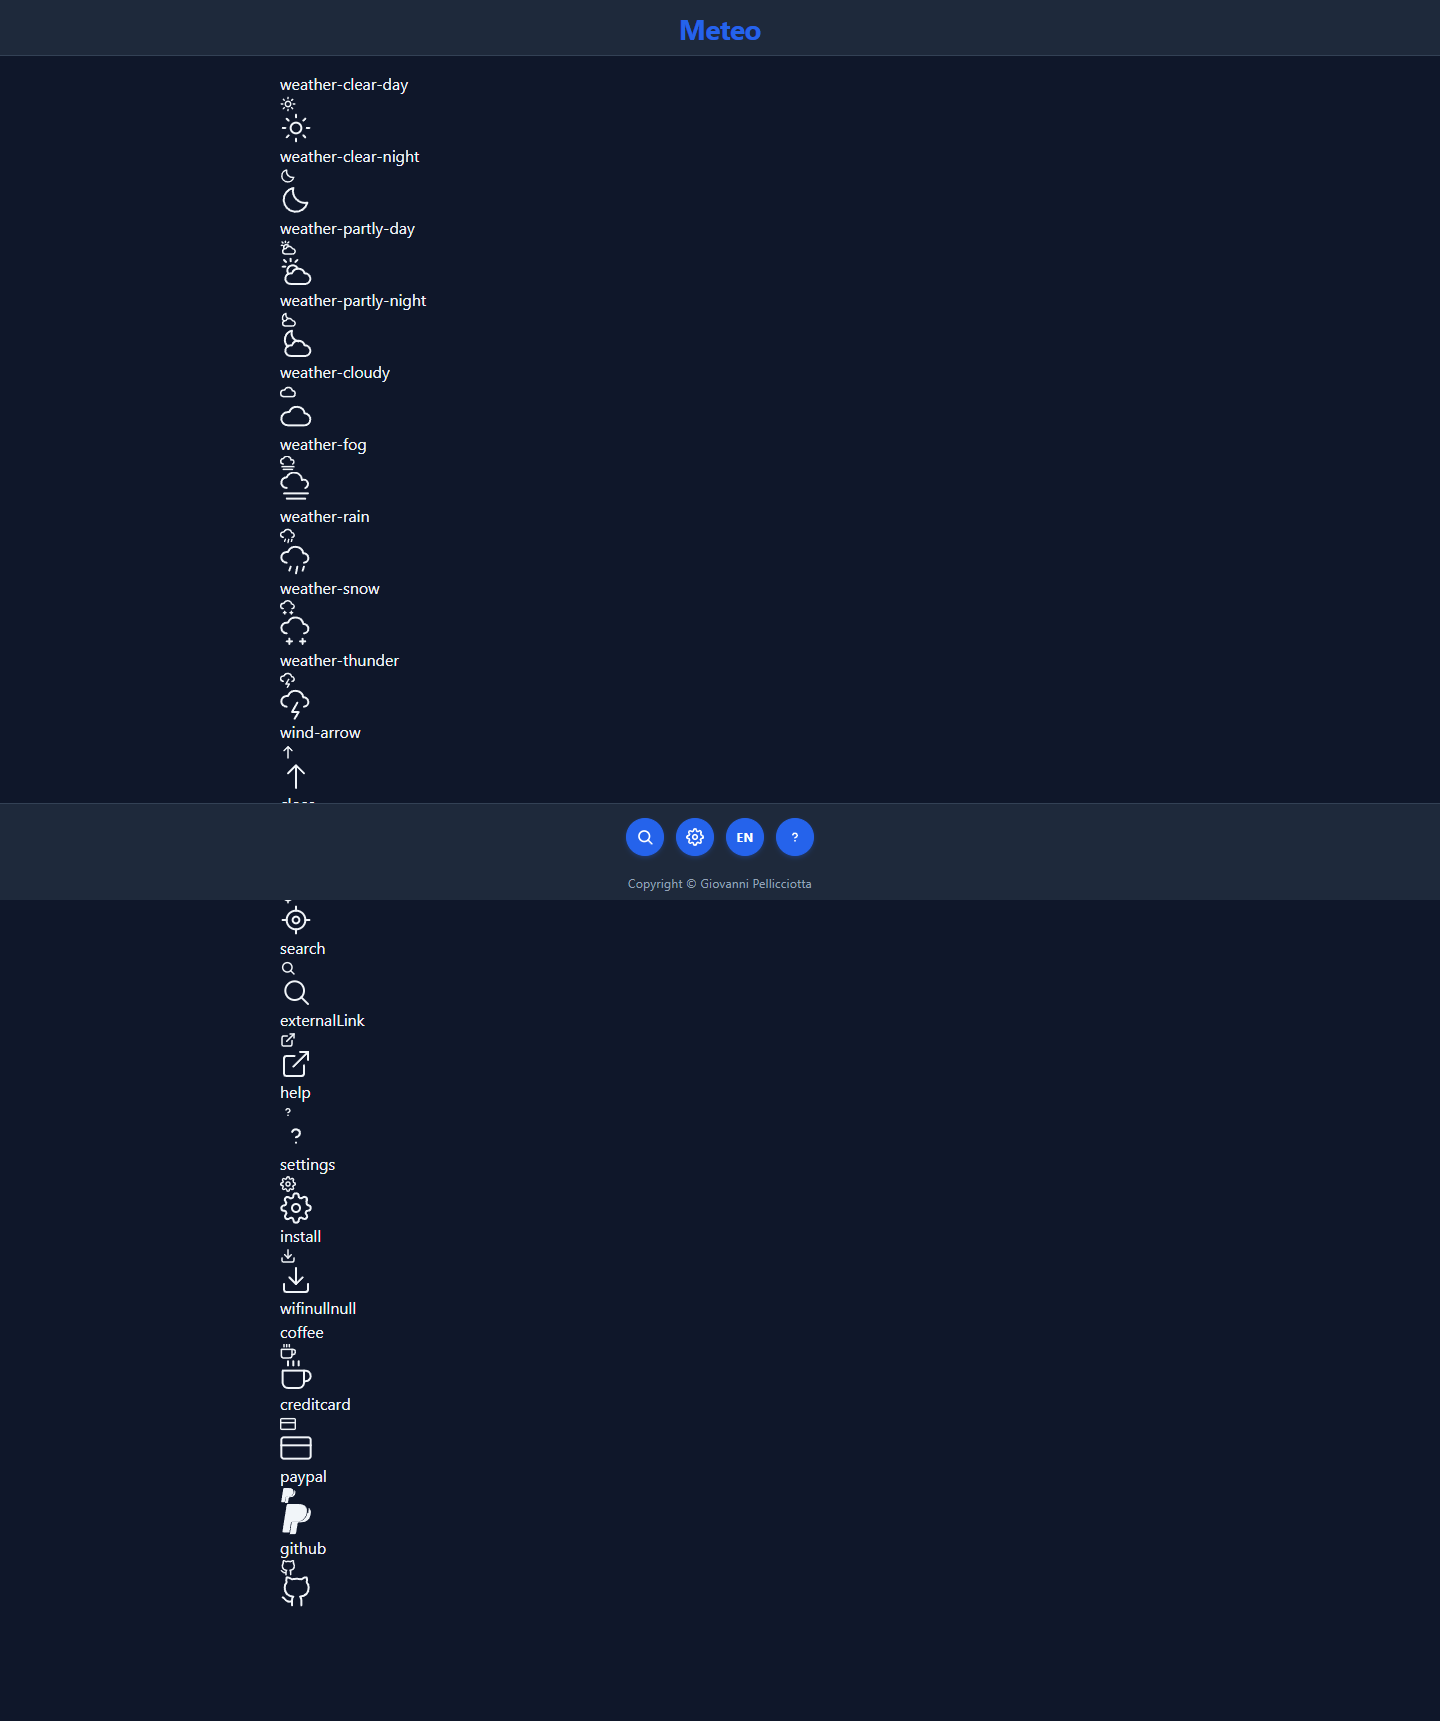 Meteo
weather-clear-day
weather-clear-night
weather-partly-day
weather-partly-night
weather-cloudy
weather-fog
weather-rain
weather-snow
weather-thunder
wind-arrow
EN
?
Copyright © Giovanni Pellicciotta
search
externalLink
help
?
?
settings
install
wifinullnull
coffee
creditcard
paypal
github